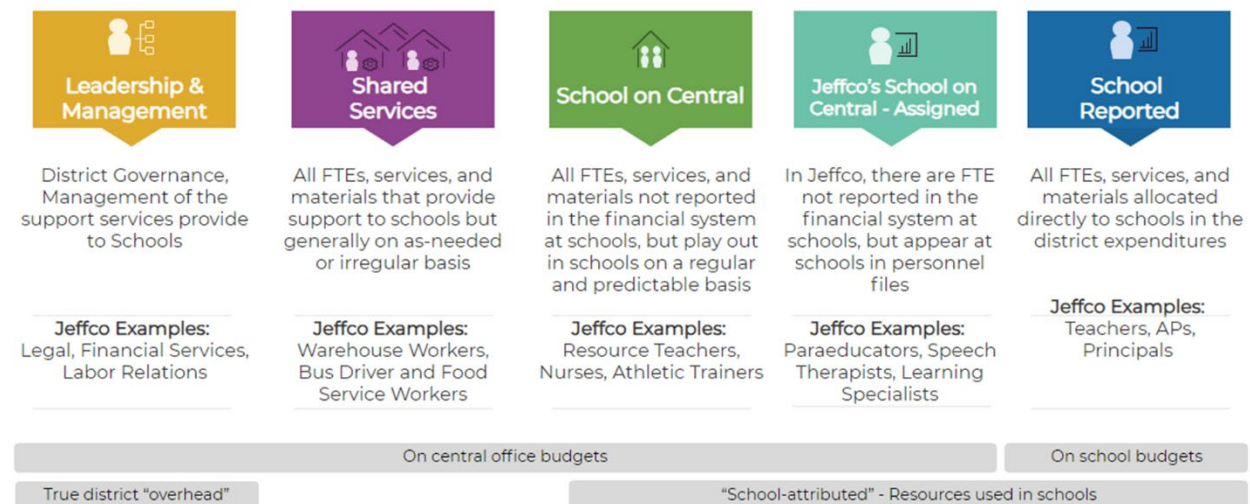 Leadership &
Management
District Governance,
Management of the
support services provide
to Schools
Jeffco Examples:
Legal, Financial Services,
Labor Relations
Shared
Services
All FTEs, services, and
materials that provide
support to schools but
generally on as-needed
or irregular basis
Jeffco Examples:
Warehouse Workers,
Bus Driver and Food
Service Workers
School on Central
All FTEs, services, and
materials not reported
in the financial system
at schools, but play out
in schools on a regular
and predictable basis
Jeffco Examples:
Resource Teachers,
Nurses, Athletic Trainers
Jeffco's School on
Central - Assigned
In Jeffco, there are FTE
not reported in the
financial system at
schools, but appear at
schools in personnel
files
Jeffco Examples:
Paraeducators, Speech
Therapists, Learning
Specialists
School
Reported
All FTEs, services, and
materials allocated
directly to schools in the
district expenditures
Jeffco Examples:
Teachers, APs,
Principals
On central office budgets
On school budgets
True district "overhead"
"School-attributed" - Resources used in schools